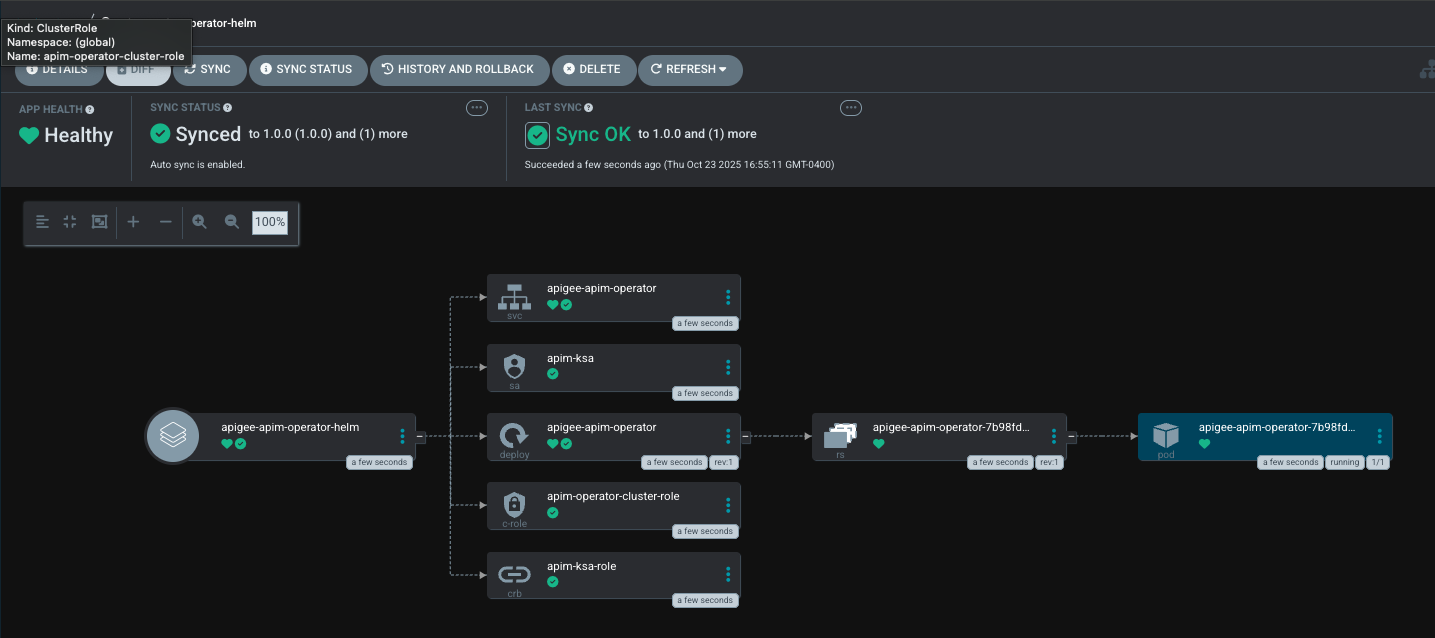 /
perator-helm
Kind: ClusterRole
Namespace: (global)
Name: apim-operator-cluster-role
DETAILS
DIFF
SYNC
SYNC STATUS
HISTORY AND ROLLBACK
DELETE
REFRESH
APP HEALTH
Healthy
SYNC STATUS
Synced to 1.0.0 (1.0.0) and (1) more
Auto sync is enabled.
LAST SYNC
Sync OK to 1.0.0 and (1) more
Succeeded a few seconds ago (Thu Oct 23 2025 16:55:11 GMT-0400)
100%
apigee-apim-operator
svc
a few seconds
apim-ksa
sa
a few seconds
apigee-apim-operator-helm
a few seconds
apigee-apim-operator
deploy
a few seconds
rev:1
apigee-apim-operator-7b98fd...
rs
a few seconds
rev:1
apigee-apim-operator-7b98fd...
pod
a few seconds
running
1/1
apim-operator-cluster-role
c-role
a few seconds
apim-ksa-role
crb
a few seconds